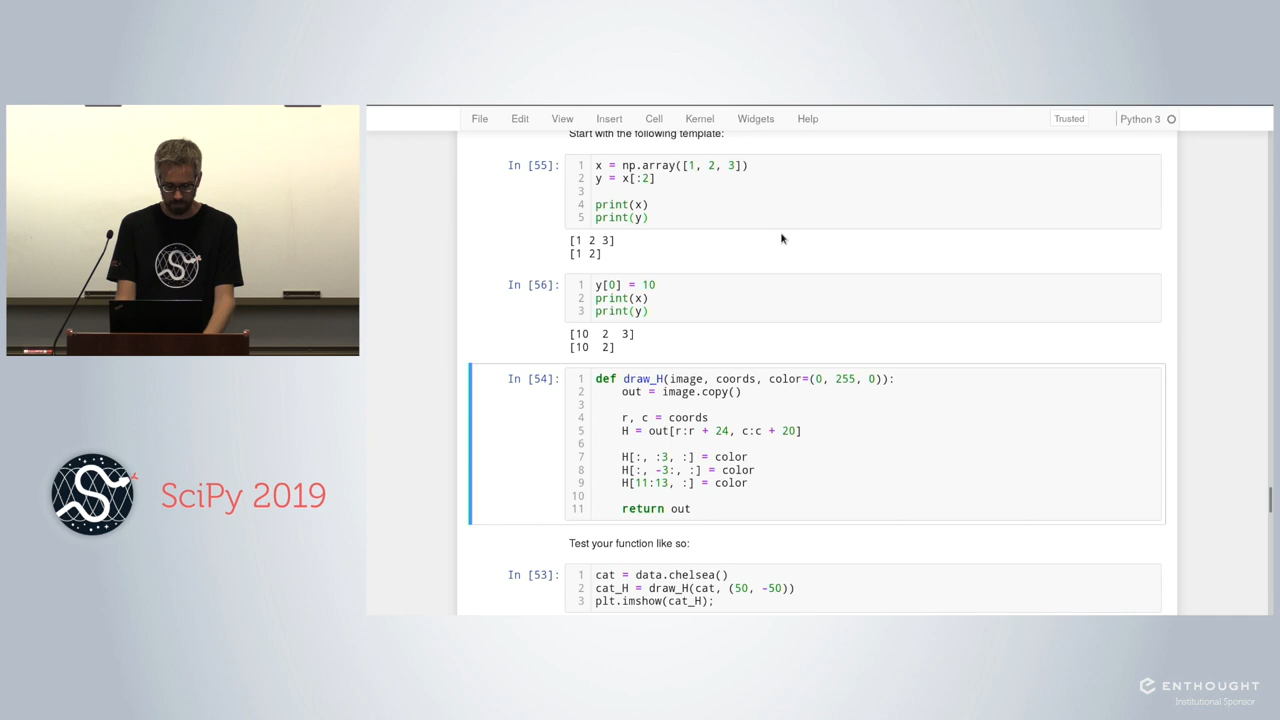 File Edit View Insert Cell Kernel Widgets Help Trusted Python 3
Start with the following template:
In [55]:
1 x = np.array([1, 2, 3])
2 y = x[:2]
3
4 print(x)
5 print(y)
[1 2 3]
[1 2]
In [56]:
1 y[0] = 10
2 print(x)
3 print(y)
[10  2  3]
[10  2]
In [54]:
1 def draw_H(image, coords, color=(0, 255, 0)):
2     out = image.copy()
3
4     r, c = coords
5     H = out[r:r + 24, c:c + 20]
6
7     H[:, :3, :] = color
8     H[:, -3:, :] = color
9     H[11:13, :] = color
10
11     return out
Test your function like so:
In [53]:
1 cat = data.chelsea()
2 cat_H = draw_H(cat, (50, -50))
3 plt.imshow(cat_H);
SciPy 2019
ENTHOUGHT
Institutional Sponsor